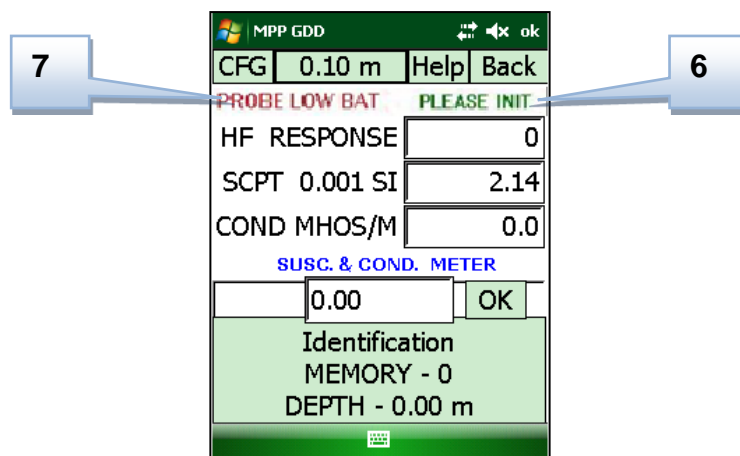 MPP GDD ok
7
CFG 0.10 m Help Back
6
PROBE LOW BAT PLEASE INIT
HF RESPONSE 0
SCPT 0.001 SI 2.14
COND MHOS/M 0.0
SUSC. & COND. METER
0.00 OK
Identification
MEMORY - 0
DEPTH - 0.00 m